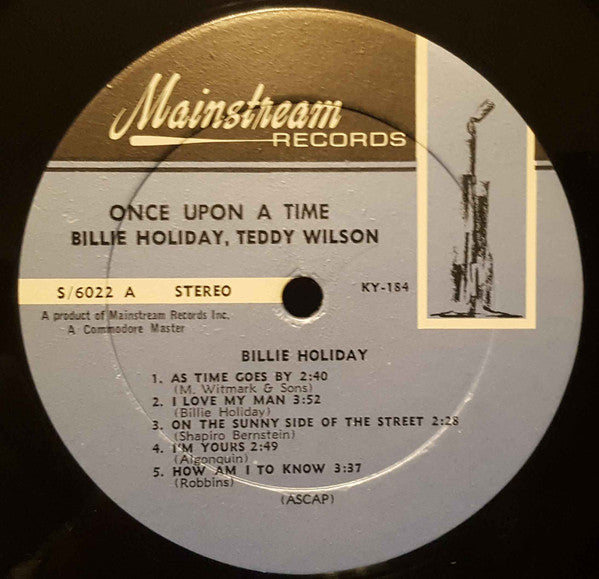 Mainstream
RECORDS
ONCE UPON A TIME
BILLIE HOLIDAY, TEDDY WILSON
S/6022 A STEREO KY-184
A product of Mainstream Records Inc.
A Commodore Master
BILLIE HOLIDAY
1. AS TIME GOES BY 2:40
(M. Witmark & Sons)
2. I LOVE MY MAN 3:52
(Billie Holiday)
3. ON THE SUNNY SIDE OF THE STREET 2:28
(Shapiro Bernstein)
4. I'M YOURS 2:49
(Algonquin)
5. HOW AM I TO KNOW 3:37
(Robbins)
(ASCAP)